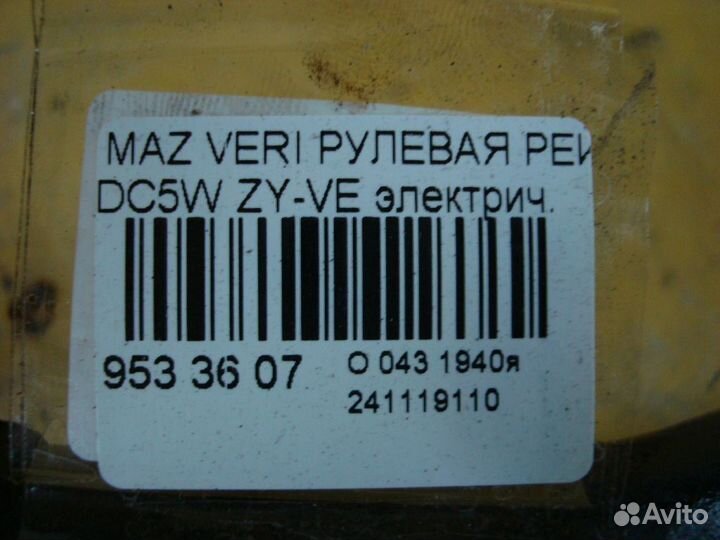 MAZ VERI РУЛЕВАЯ РЕЙ
DC5W ZY-VE электрич.
953 36 07
О 043 1940я
241119110
Avito